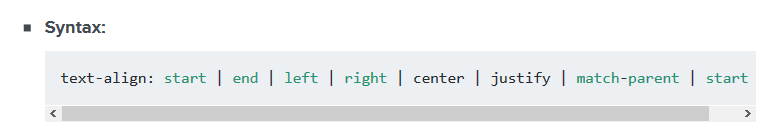 Syntax:
text-align: start | end | left | right | center | justify | match-parent | start